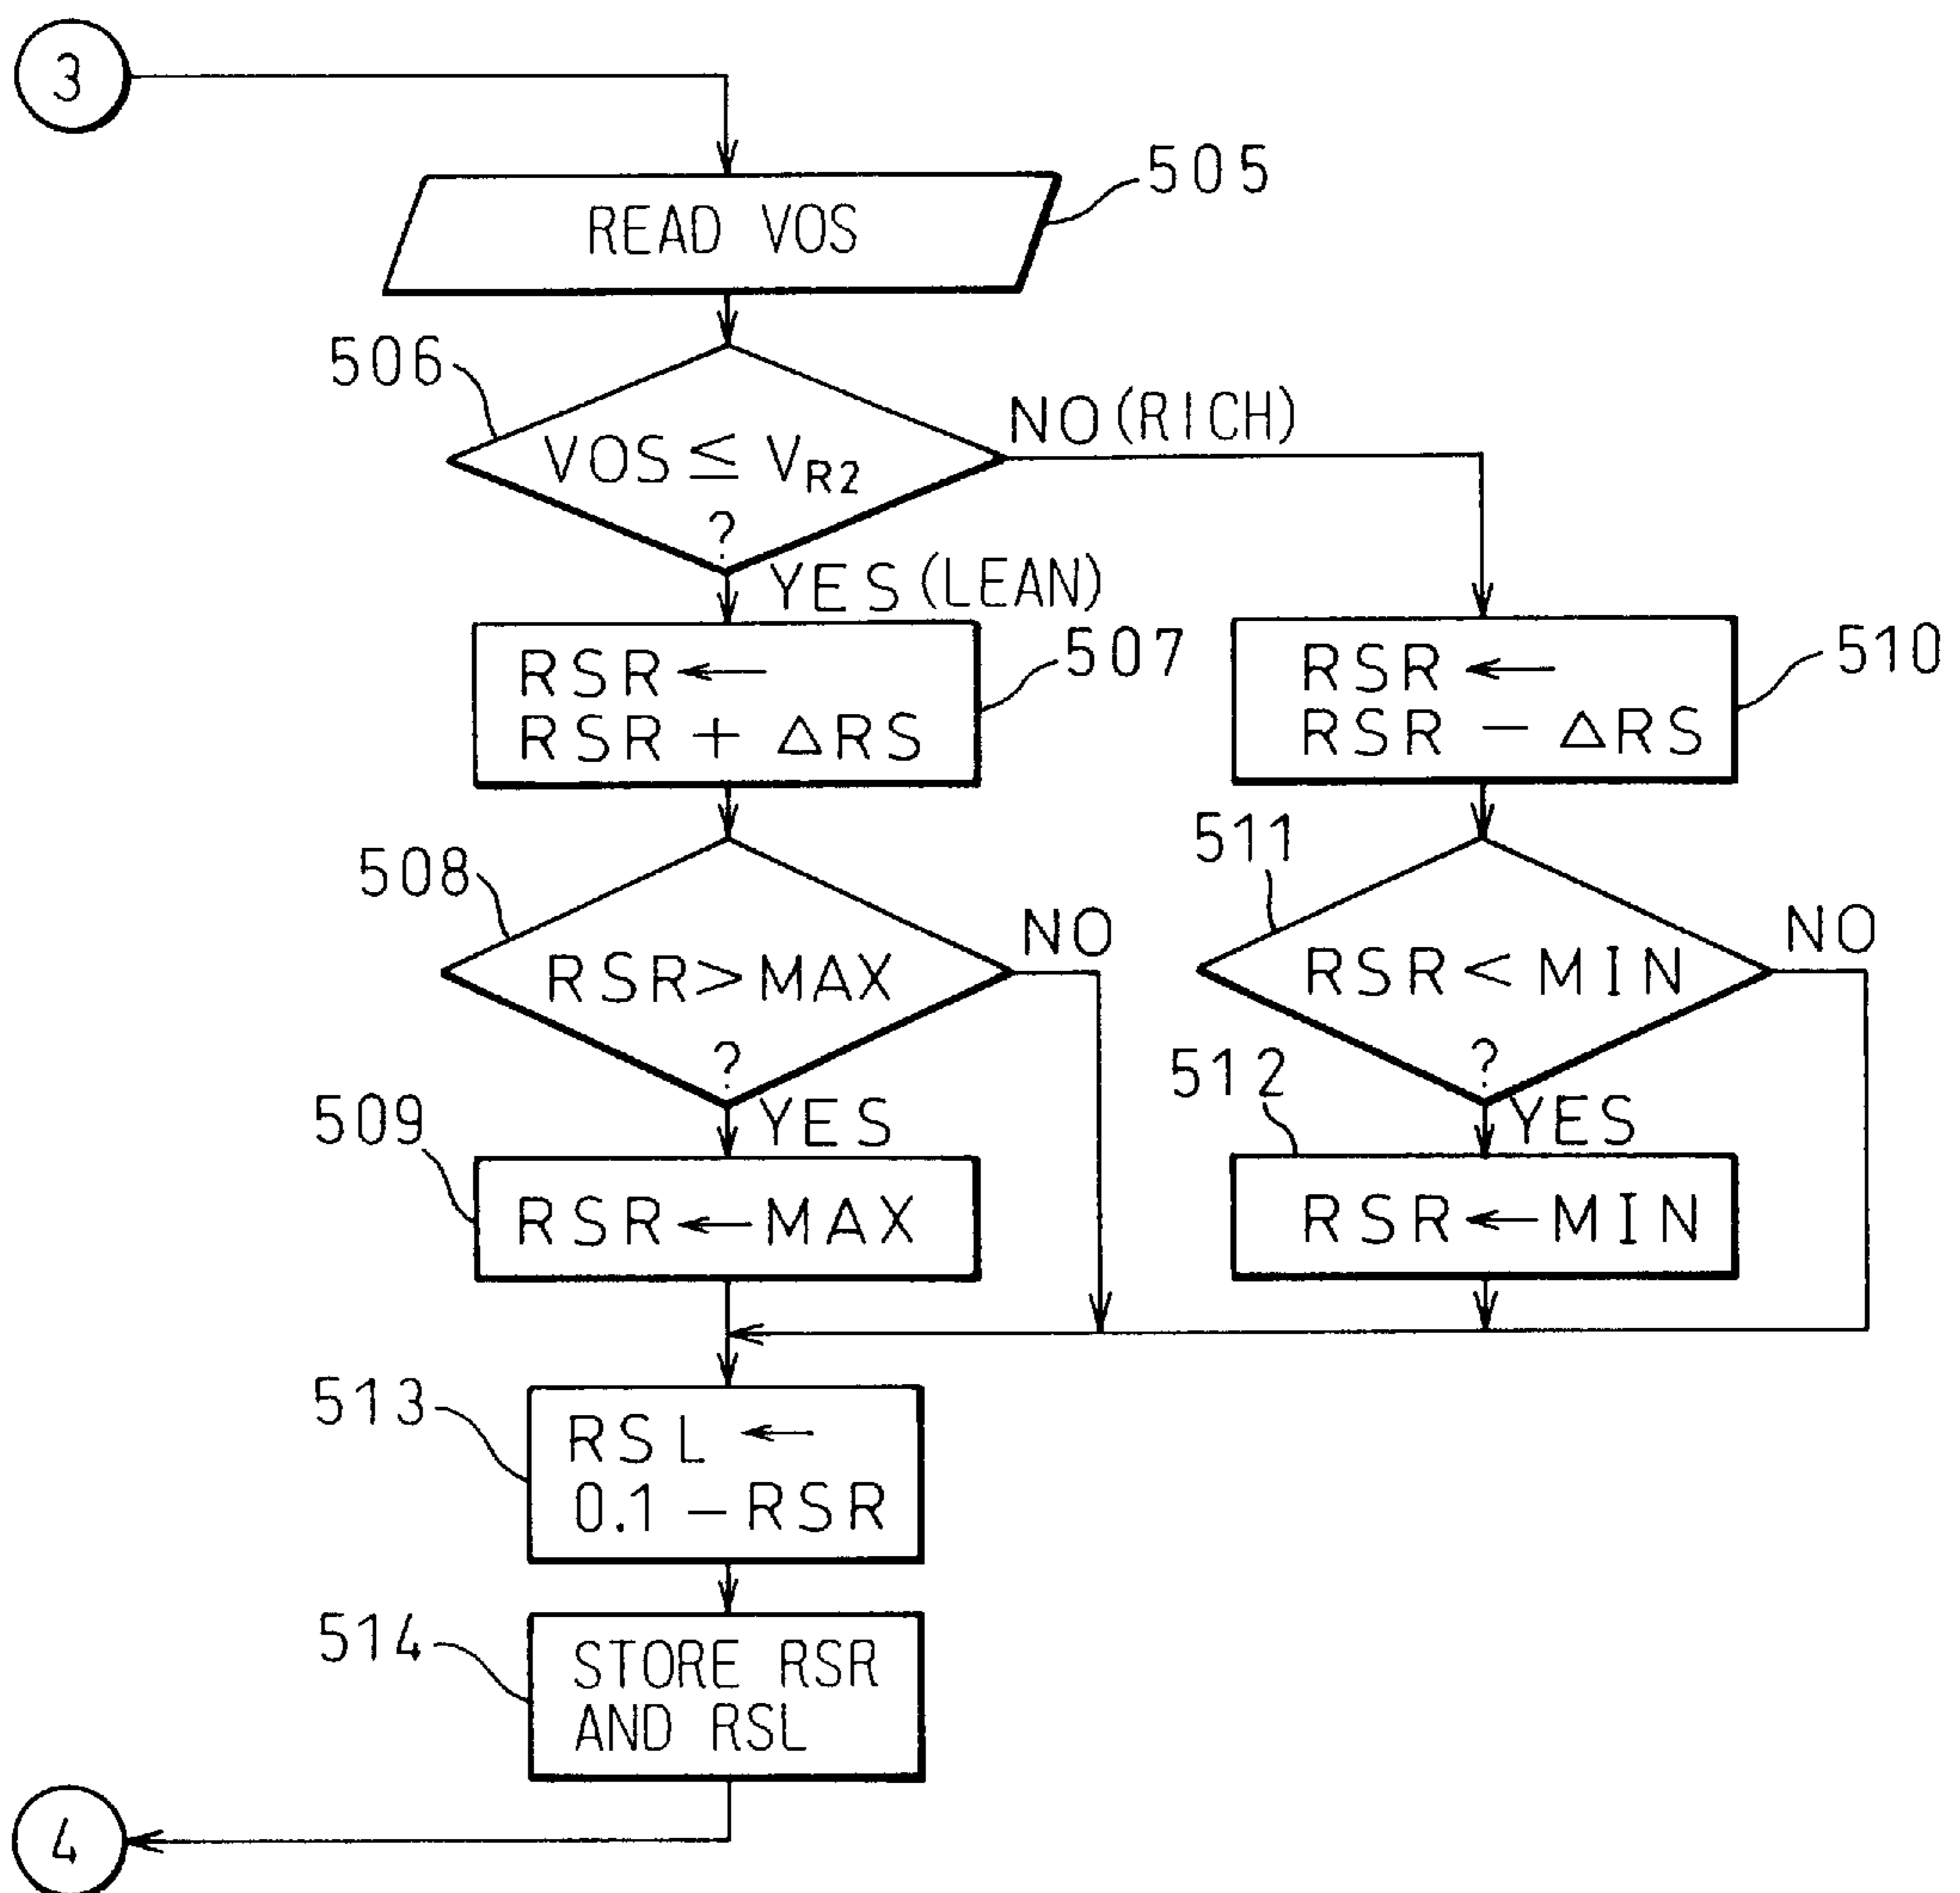 3
READ VOS
505
506
VOS ≦ VR2
?
NO (RICH)
YES (LEAN)
RSR ←
RSR + △RS
507
RSR ←
RSR − △RS
510
508
RSR > MAX
?
NO
YES
511
RSR < MIN
?
NO
YES
509
RSR ← MAX
512
RSR ← MIN
513
RSL ←
0.1 − RSR
514
STORE RSR
AND RSL
4